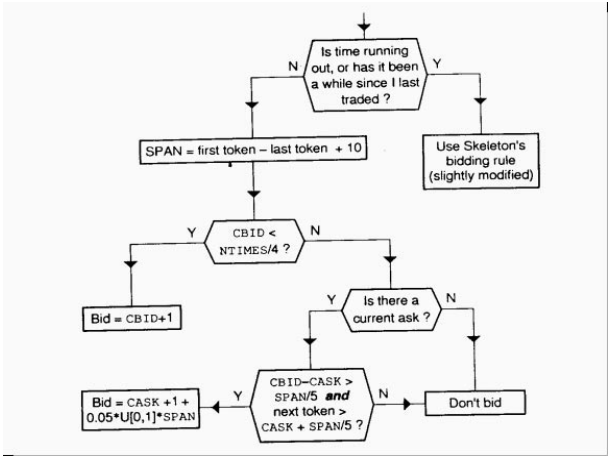 Is time running
out, or has it been
a while since I last
traded ?
N
Y
SPAN = first token – last token + 10
Use Skeleton's
bidding rule
(slightly modified)
Y
CBID <
NTIMES/4 ?
N
Bid = CBID+1
Y
Is there a
current ask ?
N
Bid = CASK +1 +
0.05*U[0,1]*SPAN
Y
CBID–CASK >
SPAN/5 and
next token >
CASK + SPAN/5 ?
N
Don't bid